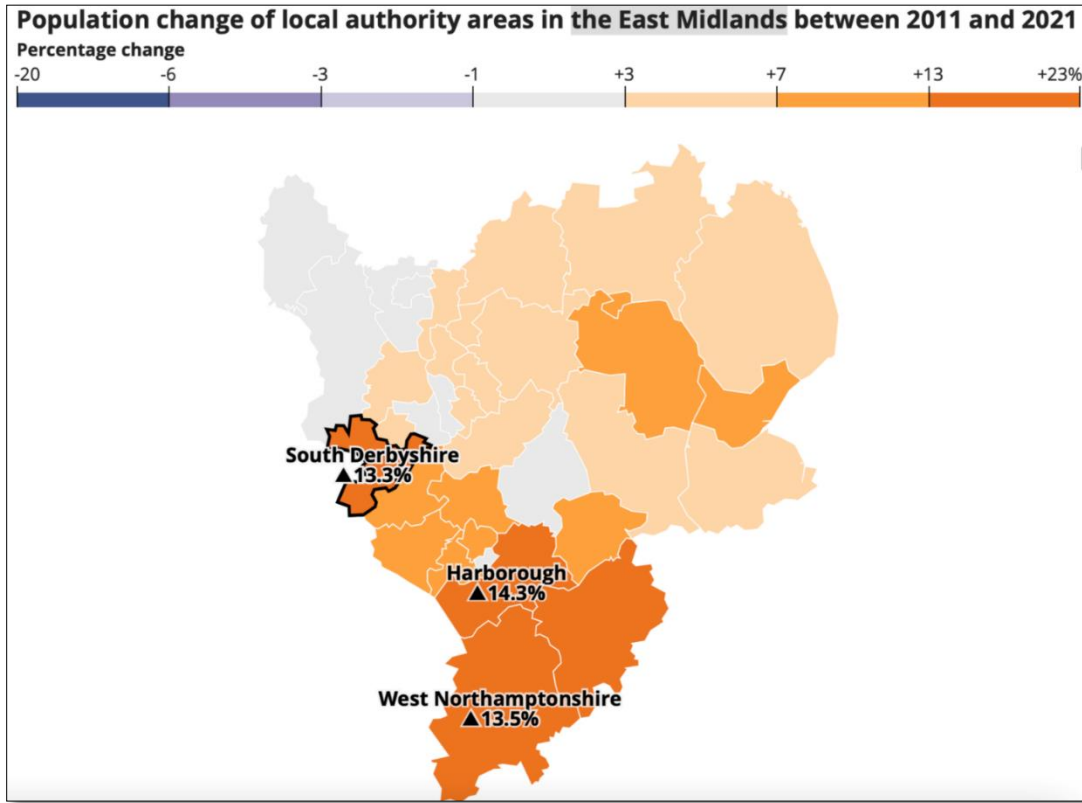 Population change of local authority areas in the East Midlands between 2011 and 2021
Percentage change
-20 -6 -3 -1 +3 +7 +13 +23%
South Derbyshire
▲13.3%
Harborough
▲14.3%
West Northamptonshire
▲13.5%